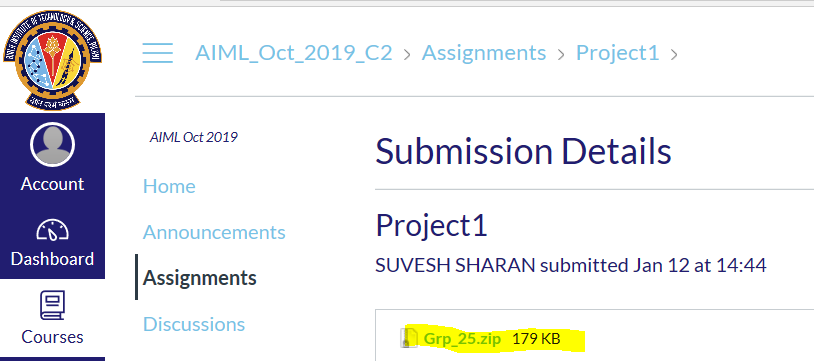 AIML_Oct_2019_C2 > Assignments > Project1 >
AIML Oct 2019
Submission Details
Home
Account
Project1
Announcements
Dashboard
SUVESH SHARAN submitted Jan 12 at 14:44
Assignments
Courses
Discussions
Grp_25.zip 179 KB